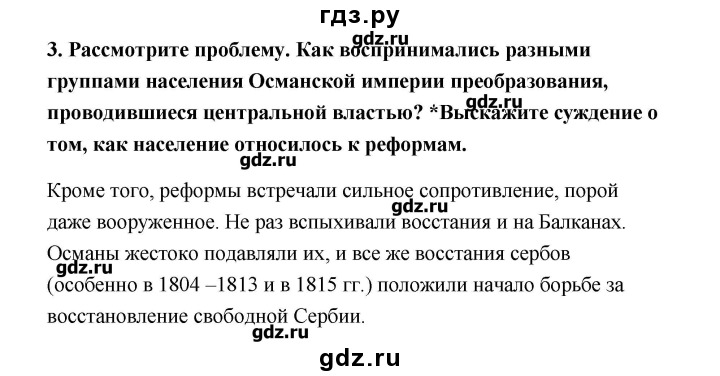 гдз.ру
3. Рассмотрите проблему. Как воспринимались разными
группами населения Османской империи преобразования,
проводившиеся центральной властью? *Выскажите суждение о
gdz.ru
том, как население относилось к реформам.
gdz.ru
Кроме того, реформы встречали сильное сопротивление, порой
gdz.ru
даже вооруженное. Не раз вспыхивали восстания и на Балканах.
Османы жестоко подавляли их, и все же восстания сербов
gdz.ru
(особенно в 1804 –1813 и в 1815 гг.) положили начало борьбе за
восстановление свободной Сербии.
gdz.ru
gdz.ru